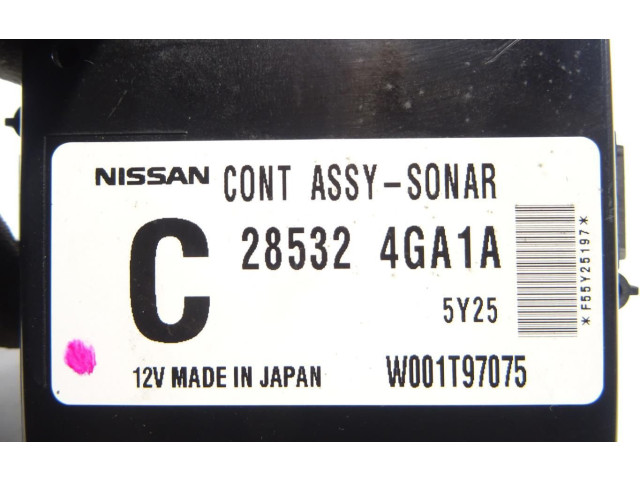 NISSAN CONT ASSY-SONAR
C 28532 4GA1A
5Y25
12V MADE IN JAPAN W001T97075
*F55Y25197*